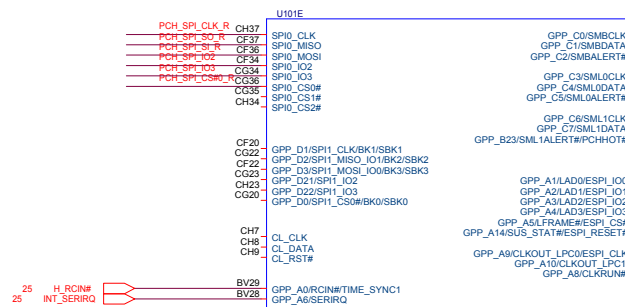 U101E
PCH_SPI_CLK_R CH37 SPI0_CLK
PCH_SPI_SO_R CF37 SPI0_MISO
PCH_SPI_SI_R CF36 SPI0_MOSI
PCH_SPI_IO2 CF34 SPI0_IO2
PCH_SPI_IO3 CG34 SPI0_IO3
PCH_SPI_CS#0_R CG36 SPI0_CS0#
CG35 SPI0_CS1#
CH34 SPI0_CS2#
GPP_C0/SMBCLK
GPP_C1/SMBDATA
GPP_C2/SMBALERT#
GPP_C3/SML0CLK
GPP_C4/SML0DATA
GPP_C5/SML0ALERT#
GPP_C6/SML1CLK
GPP_C7/SML1DATA
GPP_B23/SML1ALERT#/PCHHOT#
CF20 GPP_D1/SPI1_CLK/BK1/SBK1
CG22 GPP_D2/SPI1_MISO_IO1/BK2/SBK2
CF22 GPP_D3/SPI1_MOSI_IO0/BK3/SBK3
CG23 GPP_D21/SPI1_IO2
CH23 GPP_D22/SPI1_IO3
CG20 GPP_D0/SPI1_CS0#/BK0/SBK0
GPP_A1/LAD0/ESPI_IO0
GPP_A2/LAD1/ESPI_IO1
GPP_A3/LAD2/ESPI_IO2
GPP_A4/LAD3/ESPI_IO3
GPP_A5/LFRAME#/ESPI_CS#
GPP_A14/SUS_STAT#/ESPI_RESET#
CH7 CL_CLK
CH8 CL_DATA
CH9 CL_RST#
GPP_A9/CLKOUT_LPC0/ESPI_CLK
GPP_A10/CLKOUT_LPC1
GPP_A8/CLKRUN#
25 H_RCIN# BV29 GPP_A0/RCIN#/TIME_SYNC1
25 INT_SERIRQ BV28 GPP_A6/SERIRQ